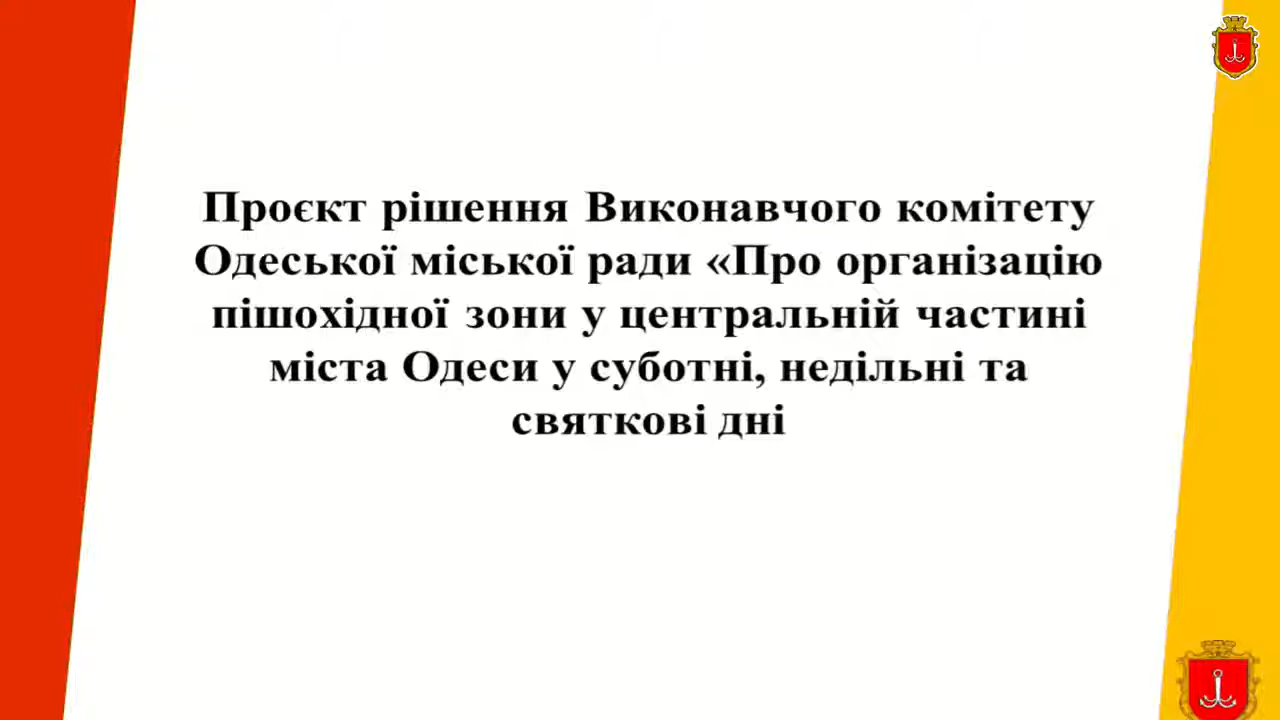 Проєкт рішення Виконавчого комітету
Одеської міської ради «Про організацію
пішохідної зони у центральній частині
міста Одеси у суботні, недільні та
святкові дні